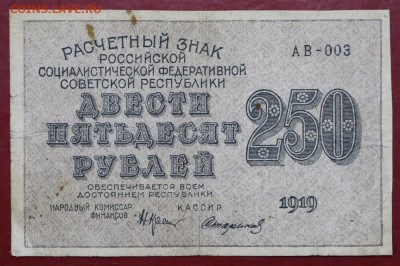 COINS.LAVE.RU
РАСЧЕТНЫЙ ЗНАК
РОССИЙСКОЙ
СОЦИАЛИСТИЧЕСКОЙ ФЕДЕРАТИВНОЙ
СОВЕТСКОЙ РЕСПУБЛИКИ
АВ-003
ДВЕСТИ
ПЯТЬДЕСЯТ
РУБЛЕЙ
250
ОБЕСПЕЧИВАЕТСЯ ВСЕМ
ДОСТОЯНИЕМ РЕСПУБЛИКИ
1919
НАРОДНЫЙ КОМИССАР
ФИНАНСОВ
КАССИР